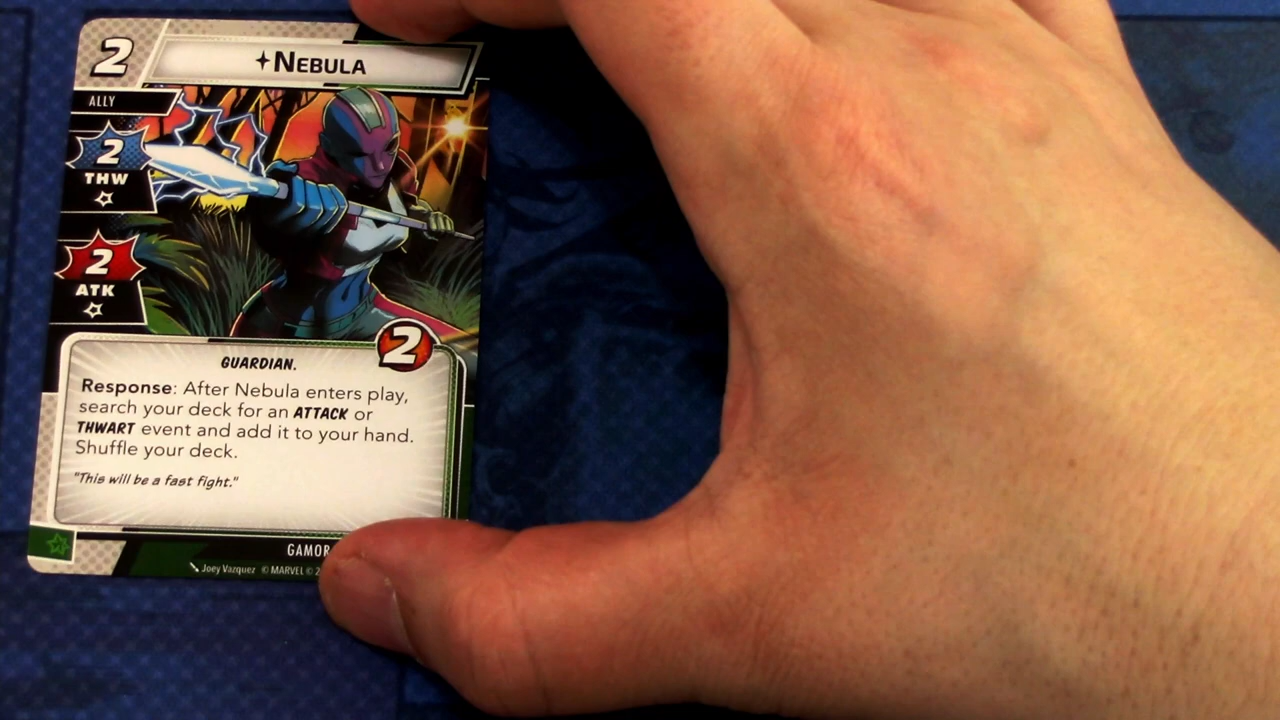 2
NEBULA
ALLY
2
THW
2
ATK
2
GUARDIAN.
Response: After Nebula enters play,
search your deck for an ATTACK or
THWART event and add it to your hand.
Shuffle your deck.
"This will be a fast fight."
GAMOR
Joey Vazquez © MARVEL © 2